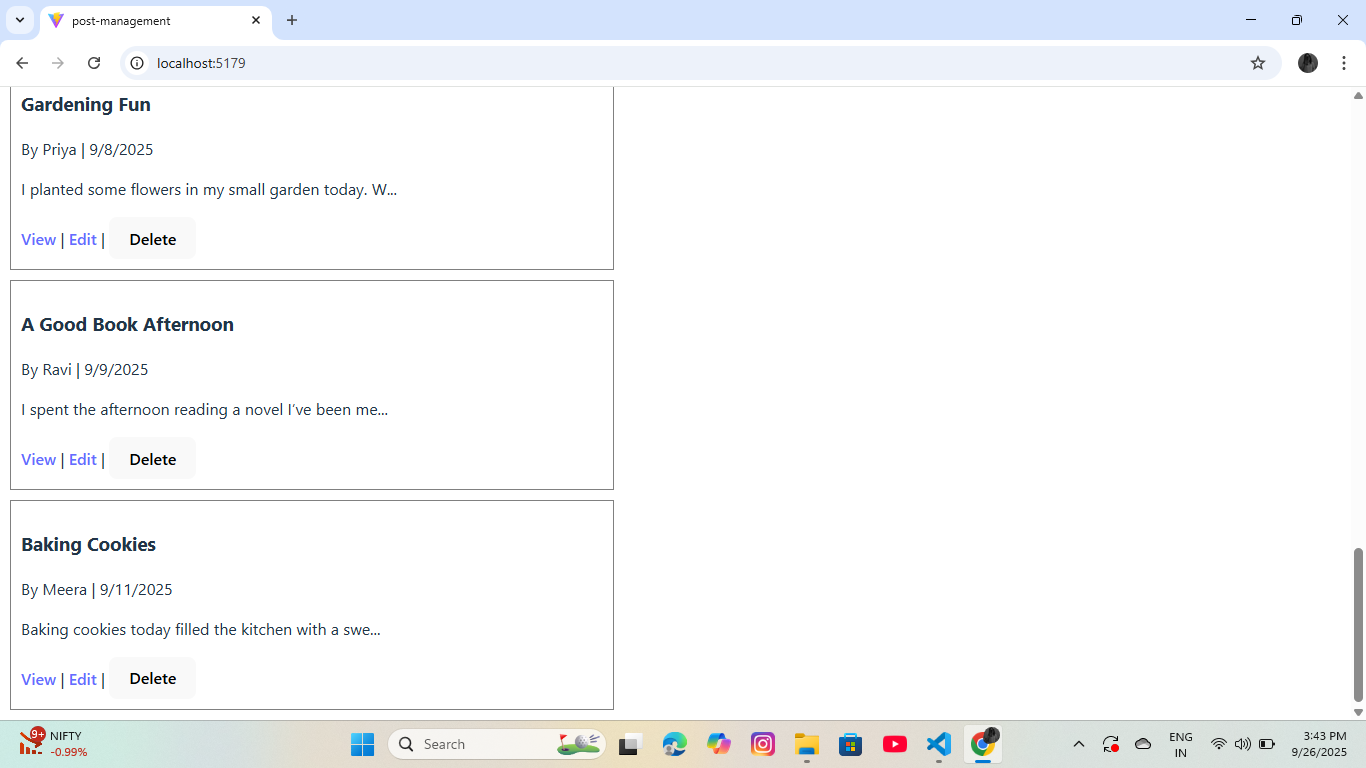 post-management
localhost:5179
Gardening Fun
By Priya | 9/8/2025
I planted some flowers in my small garden today. W...
View | Edit | Delete
A Good Book Afternoon
By Ravi | 9/9/2025
I spent the afternoon reading a novel I’ve been me...
View | Edit | Delete
Baking Cookies
By Meera | 9/11/2025
Baking cookies today filled the kitchen with a swe...
View | Edit | Delete
9+
NIFTY
-0.99%
Search
ENG
IN
3:43 PM
9/26/2025